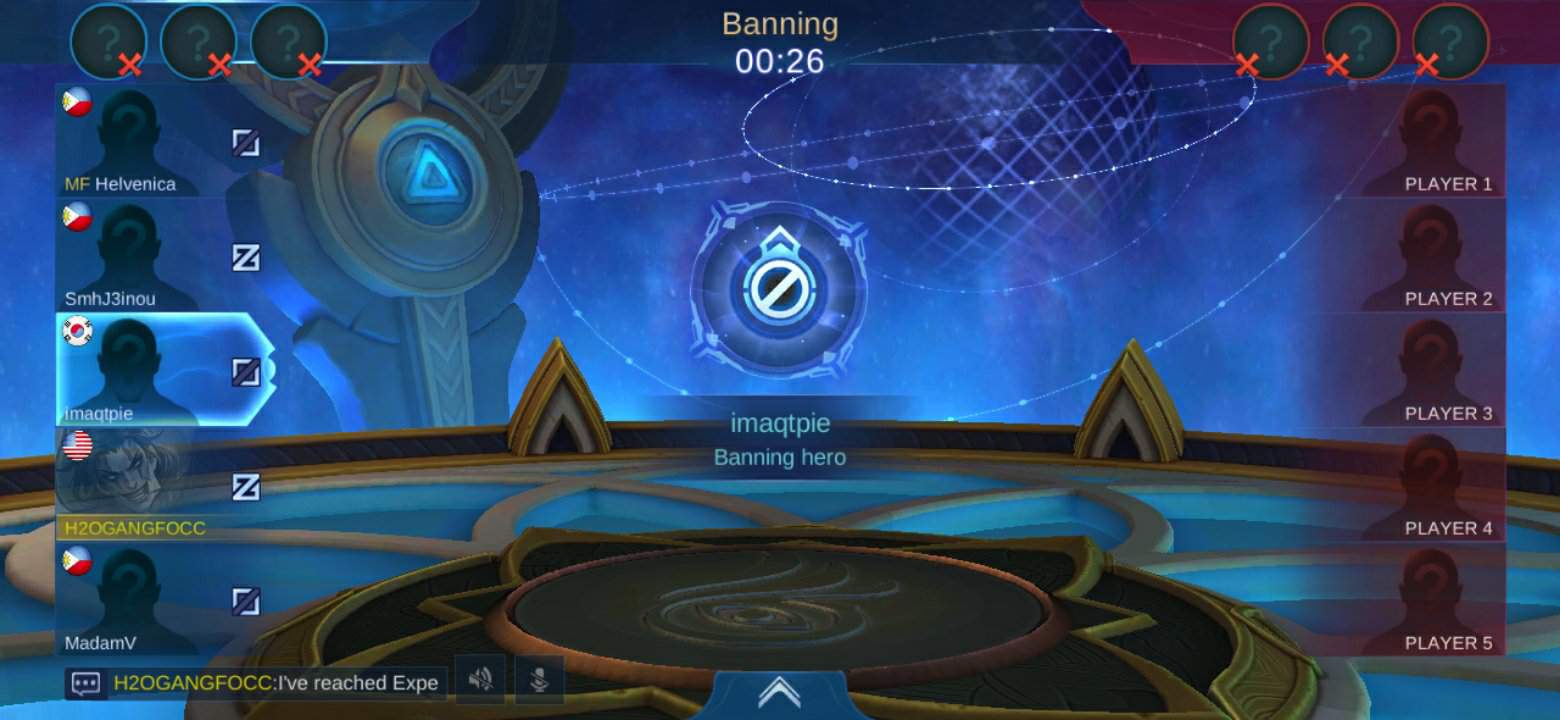 Banning
00:26
MF Helvenica
SmhJ3inou
imaqtpie
H2OGANGFOCC
MadamV
imaqtpie
Banning hero
PLAYER 1
PLAYER 2
PLAYER 3
PLAYER 4
PLAYER 5
H2OGANGFOCC:I've reached Expe